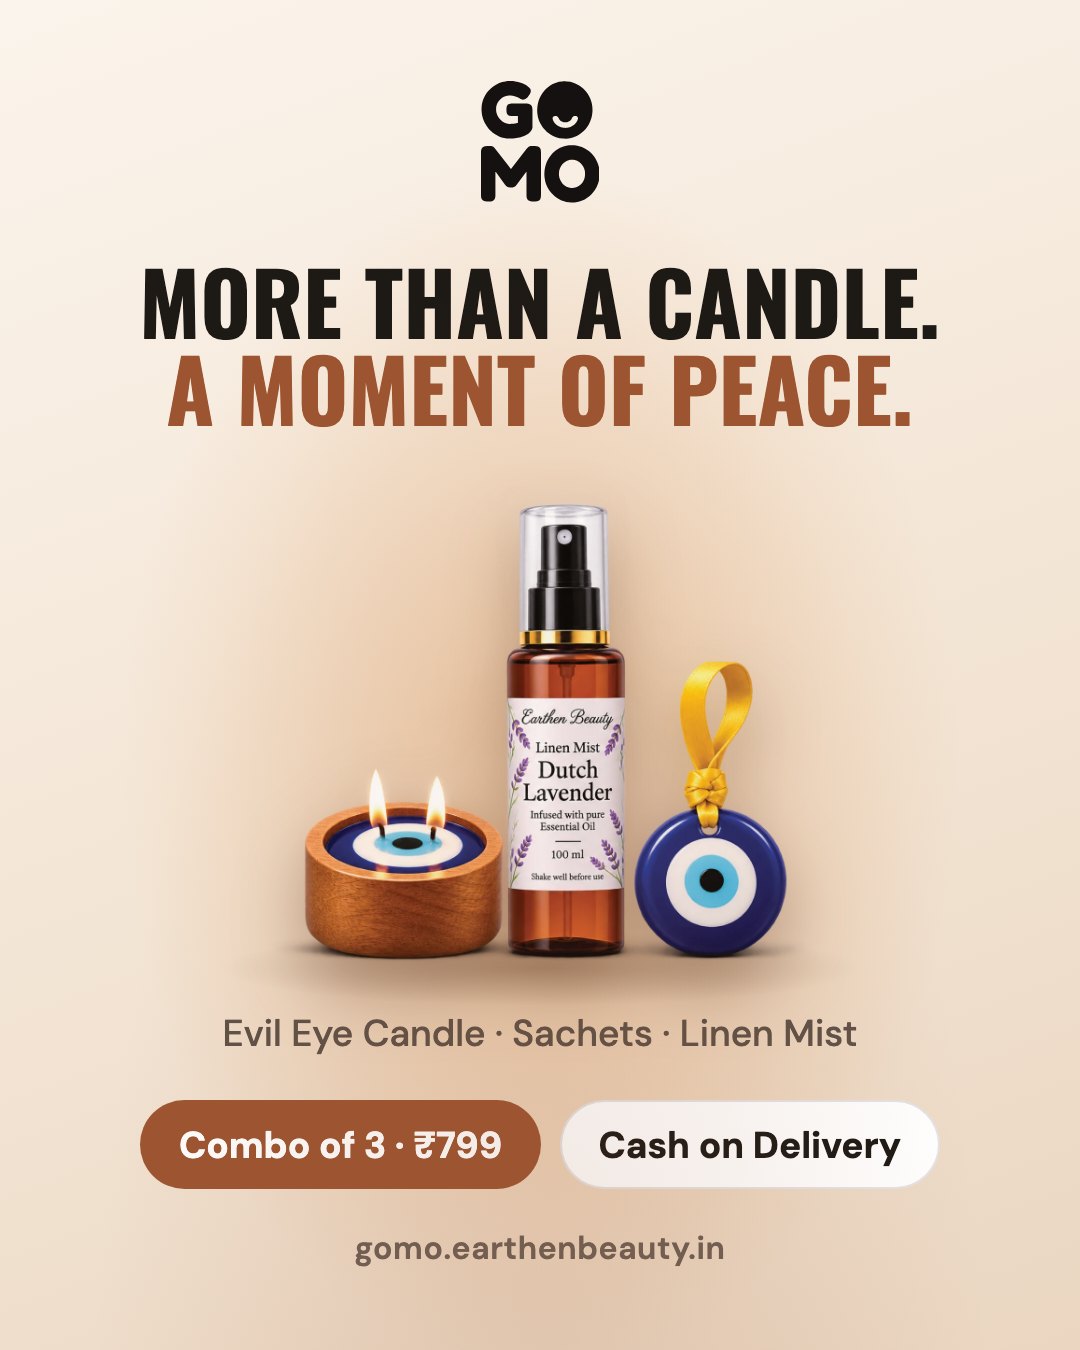 GO
MO
MORE THAN A CANDLE.
A MOMENT OF PEACE.
Earthen Beauty
Linen Mist
Dutch
Lavender
Infused with pure
Essential Oil
100 ml
Shake well before use
Evil Eye Candle · Sachets · Linen Mist
Combo of 3 · ₹799
Cash on Delivery
gomo.earthenbeauty.in